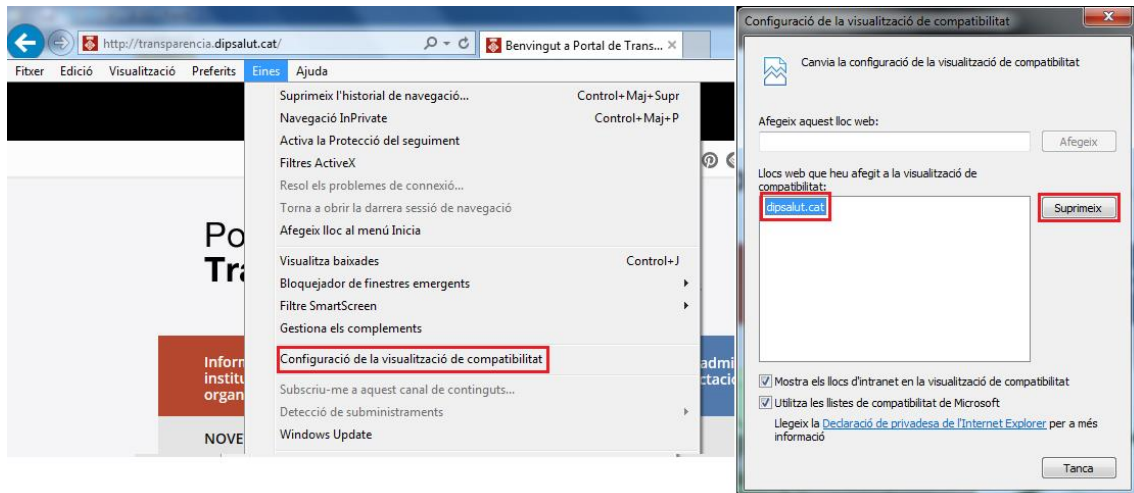 http://transparencia.dipsalut.cat/
Benvingut a Portal de Trans...
Fitxer Edició Visualització Preferits Eines Ajuda
Suprimeix l'historial de navegació... Control+Maj+Supr
Navegació InPrivate Control+Maj+P
Activa la Protecció del seguiment
Filtres ActiveX
Resol els problemes de connexió...
Torna a obrir la darrera sessió de navegació
Afegeix lloc al menú Inicia
Visualitza baixades Control+J
Bloquejador de finestres emergents
Filtre SmartScreen
Gestiona els complements
Configuració de la visualització de compatibilitat
Subscriu-me a aquest canal de continguts...
Detecció de subministraments
Windows Update
Po
Tra
Inform
institu
organ
NOVE
admi
ctació
Configuració de la visualització de compatibilitat
Canvia la configuració de la visualització de compatibilitat
Afegeix aquest lloc web:
Afegeix
Llocs web que heu afegit a la visualització de
compatibilitat:
dipsalut.cat
Suprimeix
Mostra els llocs d'intranet en la visualització de compatibilitat
Utilitza les llistes de compatibilitat de Microsoft
Llegeix la Declaració de privadesa de l'Internet Explorer per a més
informació
Tanca